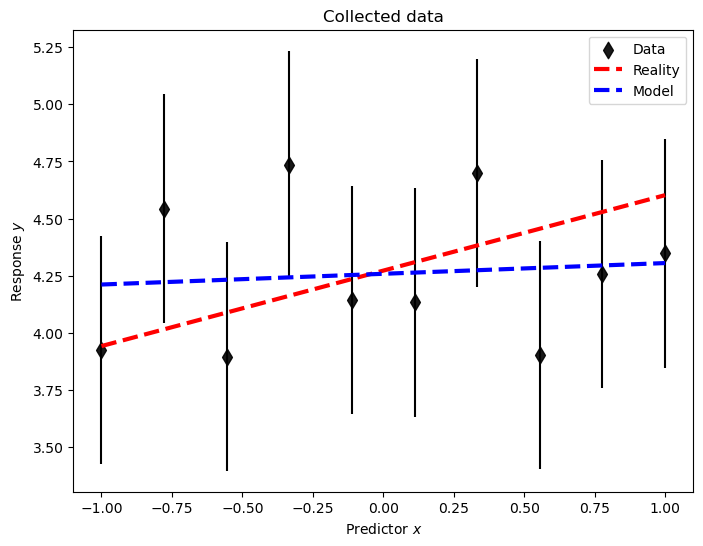 Collected data
Data
Reality
Model
Response y
5.25
5.00
4.75
4.50
4.25
4.00
3.75
3.50
−1.00 −0.75 −0.50 −0.25 0.00 0.25 0.50 0.75 1.00
Predictor x